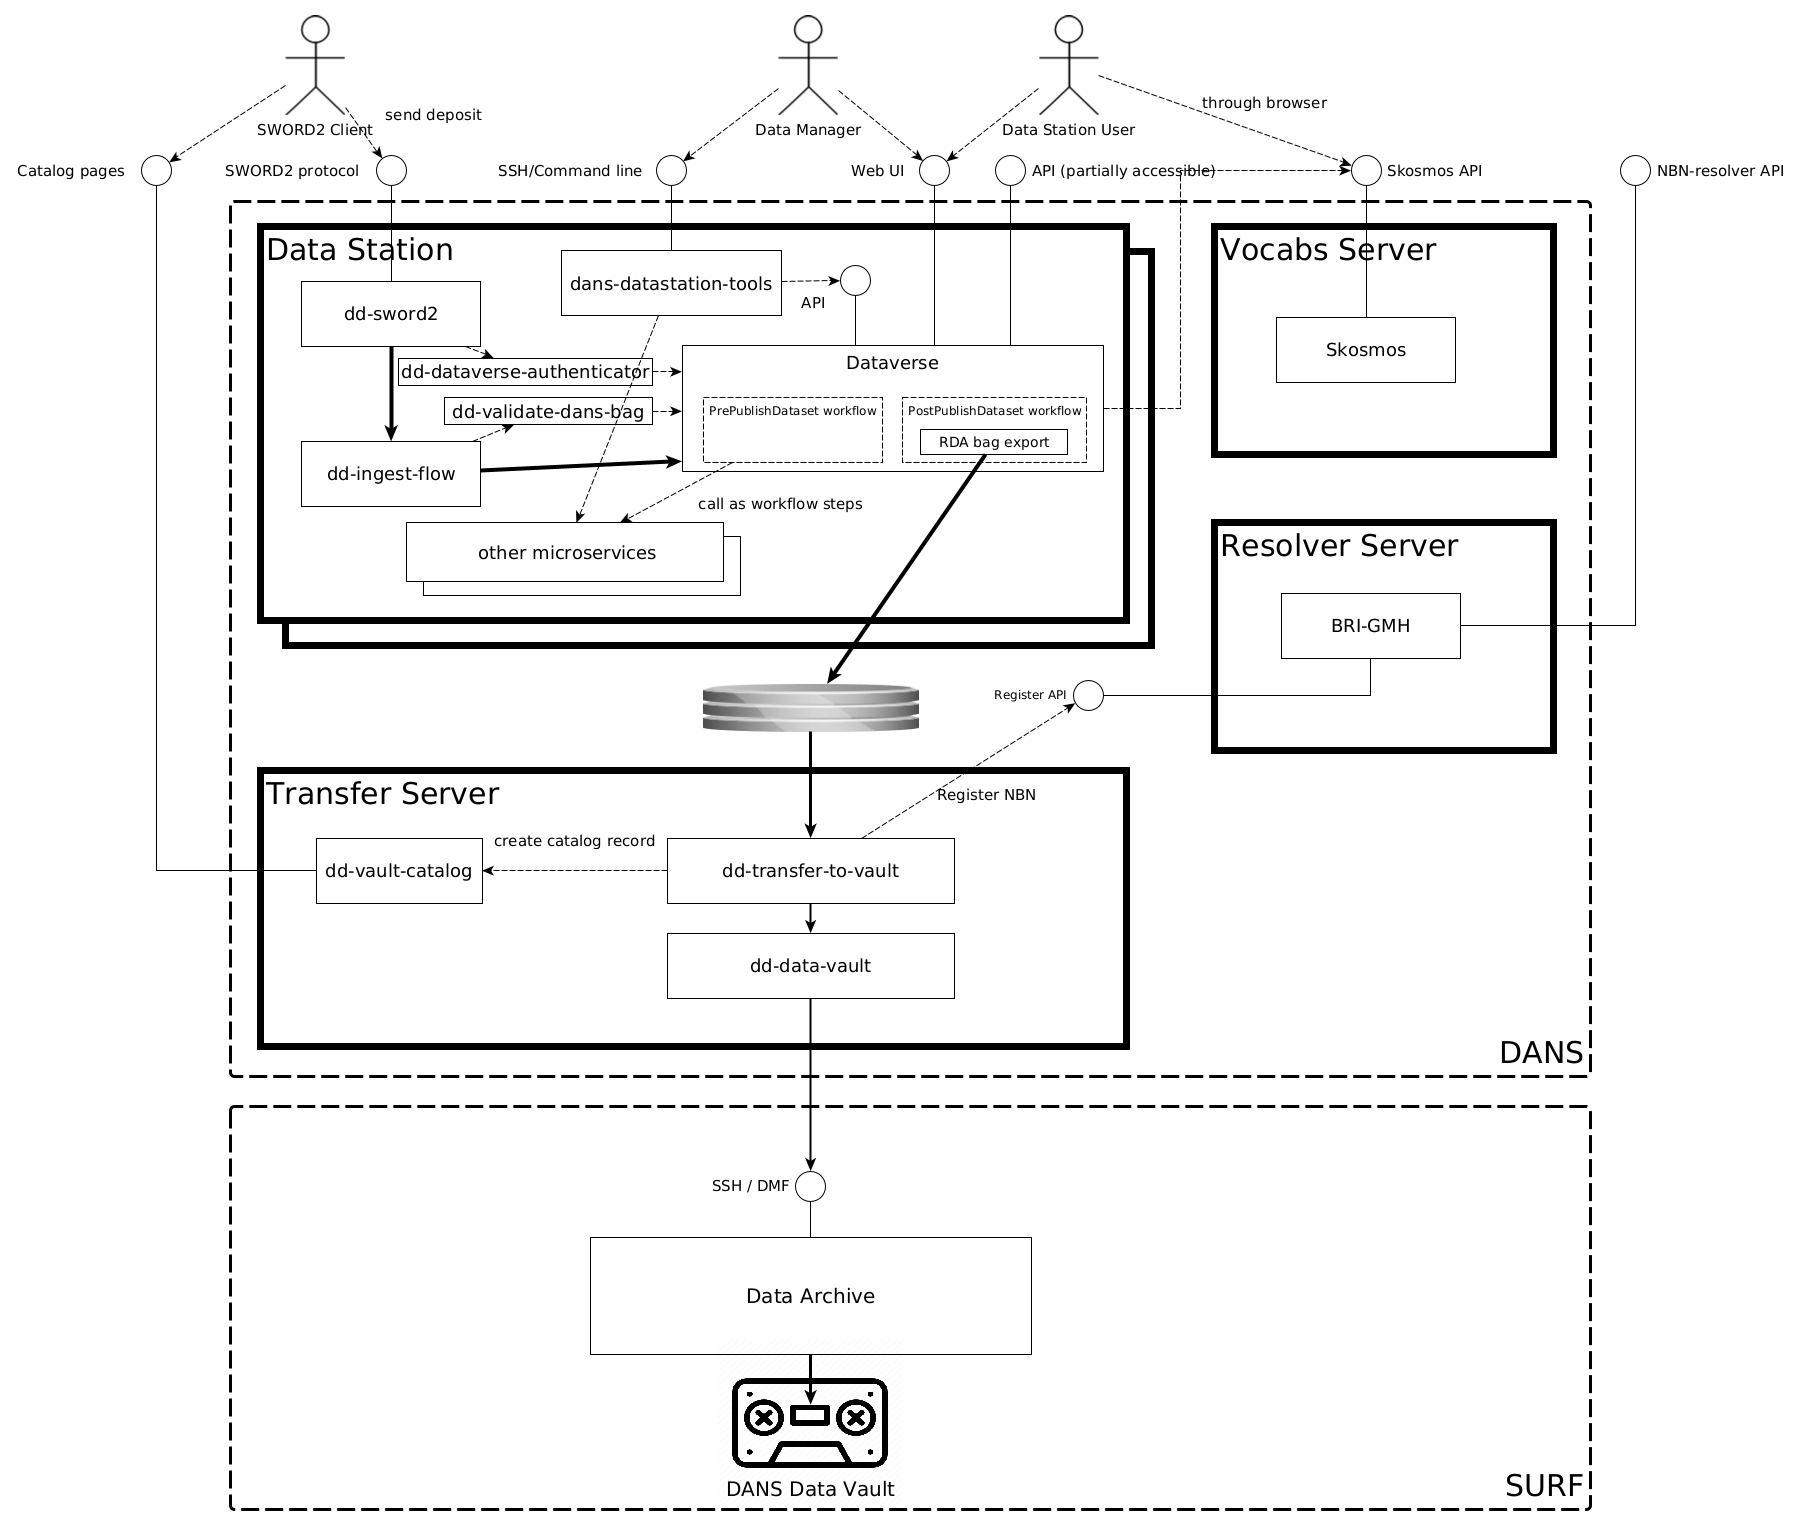 send deposit
through browser
SWORD2 Client
Data Manager
Data Station User
Catalog pages
SWORD2 protocol
SSH/Command line
Web UI
API (partially accessible)
Skosmos API
NBN-resolver API
Data Station
Vocabs Server
dans-datastation-tools
API
dd-sword2
Skosmos
Dataverse
dd-dataverse-authenticator
dd-validate-dans-bag
PrePublishDataset workflow
PostPublishDataset workflow
RDA bag export
dd-ingest-flow
call as workflow steps
other microservices
Resolver Server
BRI-GMH
Register API
Transfer Server
Register NBN
create catalog record
dd-vault-catalog
dd-transfer-to-vault
dd-data-vault
DANS
SSH / DMF
Data Archive
DANS Data Vault
SURF